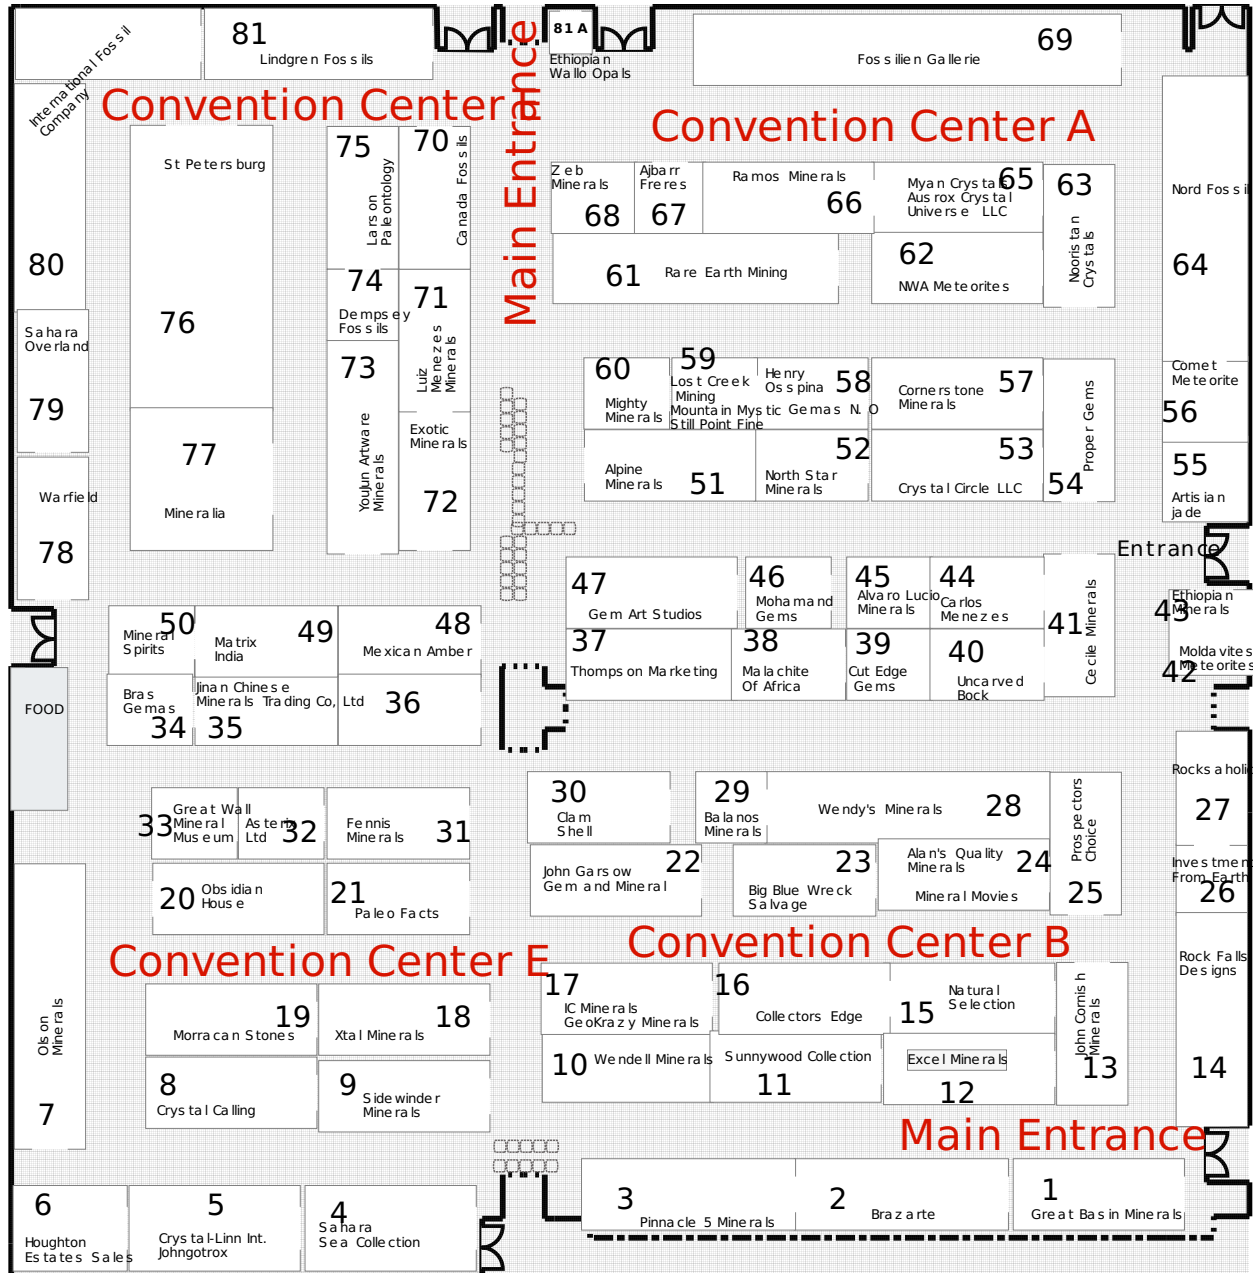 81
Lindgren Fossils
81 A
Ethiopian
Wallo Opals
69
Fossilien Gallerie
International Fossil
Company
Convention Center
Main Entrance
Convention Center A
St Petersburg
76
75
Larson
Paleontology
70
Canada Fossils
Zeb
Minerals
68
Ajbarr
Freres
67
Ramos Minerals
66
65
Myan Crystals
Ausrox Crystal
Universe LLC
63
Nooristan
Crystals
Nord Fossil
64
80
61
Rare Earth Mining
62
NWA Meteorites
74
Dempsey
Fossils
71
Luiz
Menezes
Minerals
Sahara
Overland
79
73
Youjun Artware
Minerals
60
Mighty
Minerals
59
Lost Creek
Mining
Mountain Mystic
Still Point Fine
Henry
Osspina
58
Gemas N. O
57
Cornerstone
Minerals
Proper Gems
54
Comet
Meteorite
56
77
Mineralia
Exotic
Minerals
72
Alpine
Minerals
51
52
North Star
Minerals
53
Crystal Circle LLC
55
Artisian
jade
Warfield
78
Entrance
47
Gem Art Studios
46
Mohamand
Gems
45
Alvaro Lucio
Minerals
44
Carlos
Menezes
41
Cecile Minerals
43
Ethiopian
Minerals
Moldavites
Meteorites
42
50
Mineral
Spirits
49
Matrix
India
48
Mexican Amber
37
Thompson Marketing
38
Malachite
Of Africa
39
Cut Edge
Gems
40
Uncarved
Bock
FOOD
Bras
Gemas
34
Jinan Chinese
Minerals Trading Co, Ltd
35
36
33
Great Wall
Mineral
Museum
Asterix
Ltd
32
Fennis
Minerals
31
30
Clam
Shell
29
Balanos
Minerals
Wendy's Minerals
28
Prospectors
Choice
25
Rocksaholic
27
20
Obsidian
House
21
Paleo Facts
22
John Garsow
Gem and Mineral
23
Big Blue Wreck
Salvage
Alan's Quality
Minerals
24
Mineral Movies
Investment
From Earth
26
Convention Center E
Convention Center B
Olson
Minerals
7
19
Morracan Stones
18
Xtal Minerals
17
IC Minerals
GeoKrazy Minerals
16
Collectors Edge
15
Natural
Selection
John Cornish
Minerals
13
Rock Falls
Designs
14
8
Crystal Calling
9
Sidewinder
Minerals
10
Wendell Minerals
Sunnywood Collection
11
Excel Minerals
12
Main Entrance
6
Houghton
Estates Sales
5
Crystal-Linn Int.
Johngotrox
4
Sahara
Sea Collection
3
Pinnacle 5 Minerals
2
Brazarte
1
Great Basin Minerals